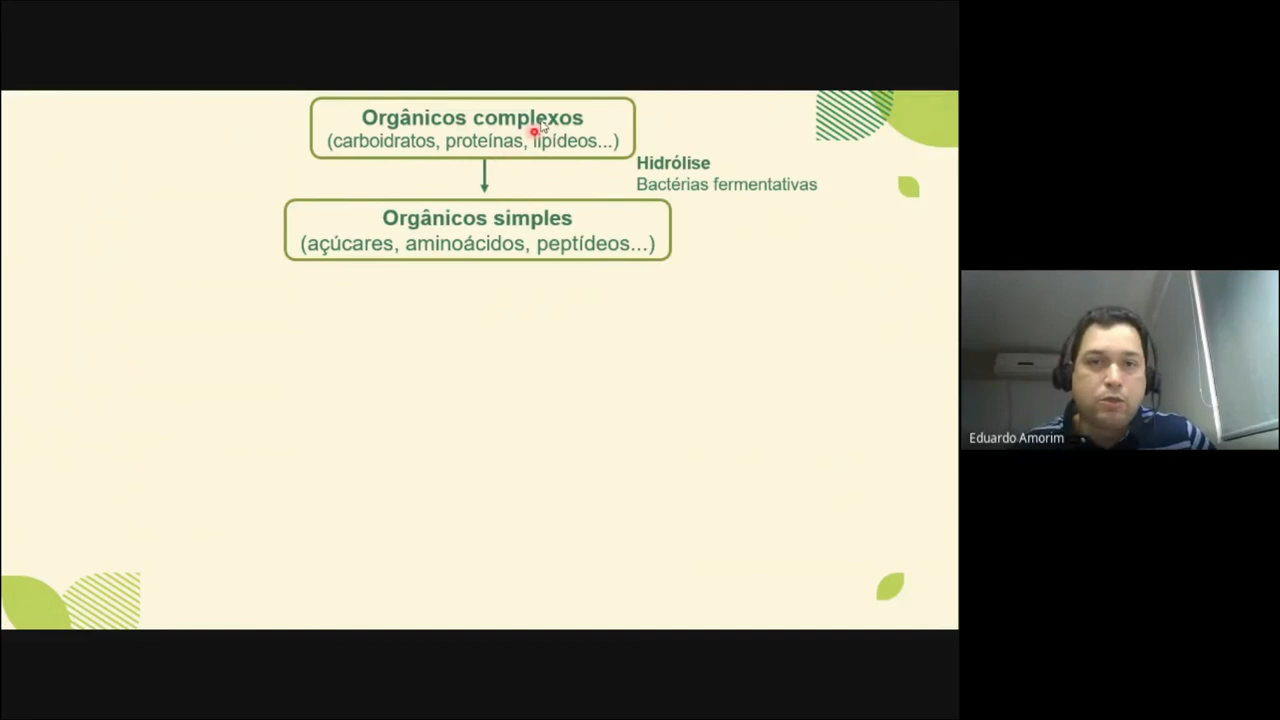 Orgânicos complexos
(carboidratos, proteínas, lipídeos...)
Hidrólise
Bactérias fermentativas
Orgânicos simples
(açúcares, aminoácidos, peptídeos...)
Eduardo Amorim